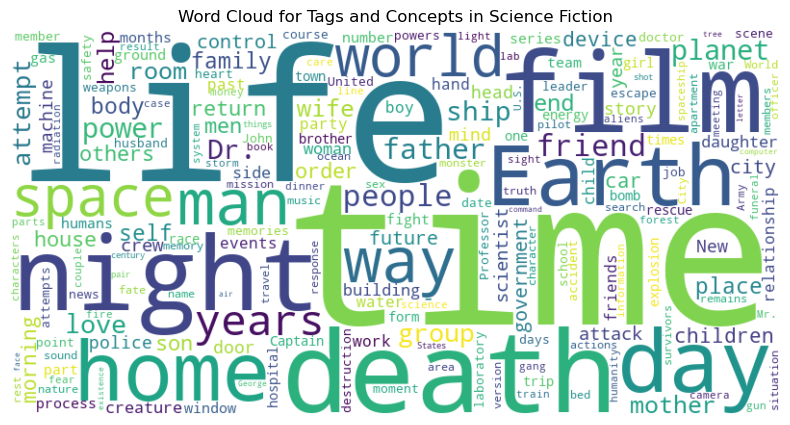 Word Cloud for Tags and Concepts in Science Fiction
member
gas
attempt
machine
radiation
months
result
safety
help
weapons
body
case
power
others
husband
ground
room
control
heart
family
course
past
money
return
men
Dr.
book
things
system
storm
John
brother
side
mission
life
world
number
powers
light
care
town
United
line
wife
party
boy
woman
ocean
dinner
music
order
father
hand
ship
head
mind
sex
lab
series
device
U.S.
end
energy
one
pilot
aliens
sight
monster
truth
team
leader
story
year
doctor
girl
escape
shot
film
planet
tree
war
spaceship
apartment
meeting
letter
members
scene
World
officer
computer
friend
times
daughter
city
Earth
child
car
bomb
job
rescue
search
forest
City
Army
funeral
relationship
space
man
people
fight
date
Professor
command
character
scientist
government
school
accident
friends
information
explosion
New
place
remains
Mr.
parts
characters
humans
house
self
crew
race
memory
memories
events
couple
century
pair
news
attempts
name
fate
air
travel
response
night
time
way
future
building
water
science
form
years
group
morning
rest
face
point
sound
part
fear
nature
process
love
fire
police
son
door
creature
window
existence
George
Captain
hospital
States
work
destruction
moment
area
version
laboratory
days
gang
trip
train
attack
actions
bed
humanity
survivors
children
mother
camera
gun
situation
home
death
day